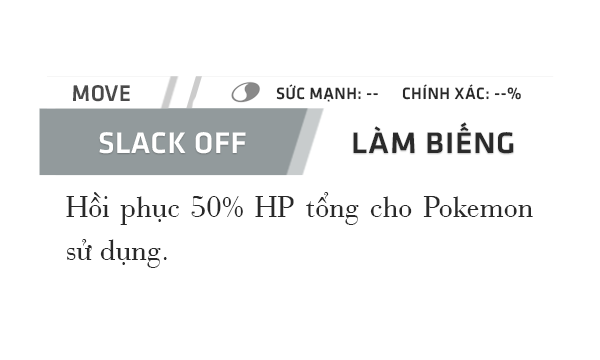 MOVE SỨC MẠNH: -- CHÍNH XÁC: --%
SLACK OFF LÀM BIẾNG
Hồi phục 50% HP tổng cho Pokemon
sử dụng.